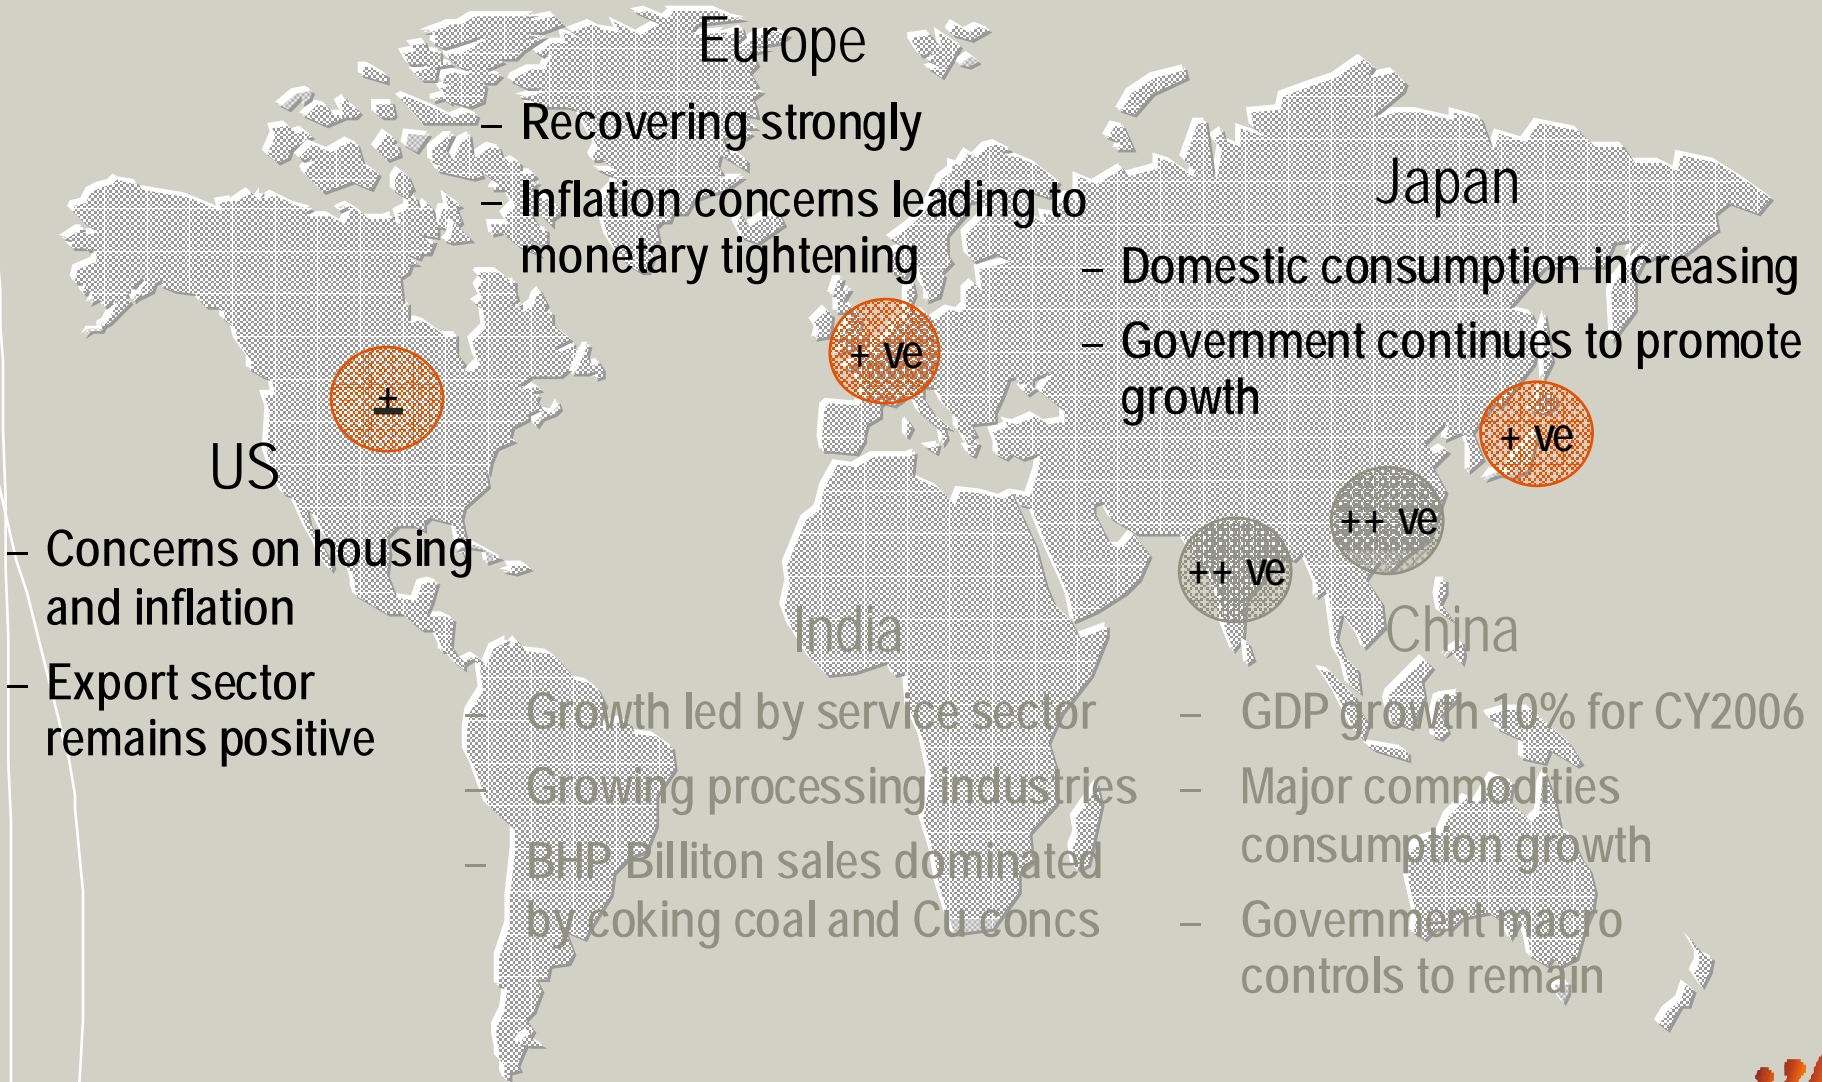 Europe
– Recovering strongly
– Inflation concerns leading to
monetary tightening
+ ve
Japan
– Domestic consumption increasing
– Government continues to promote
growth
+ ve
±
US
– Concerns on housing
and inflation
– Export sector
remains positive
++ ve
India
– Growth led by service sector
– Growing processing industries
– BHP Billiton sales dominated
by coking coal and Cu concs
++ ve
China
– GDP growth 10% for CY2006
– Major commodities
consumption growth
– Government macro
controls to remain